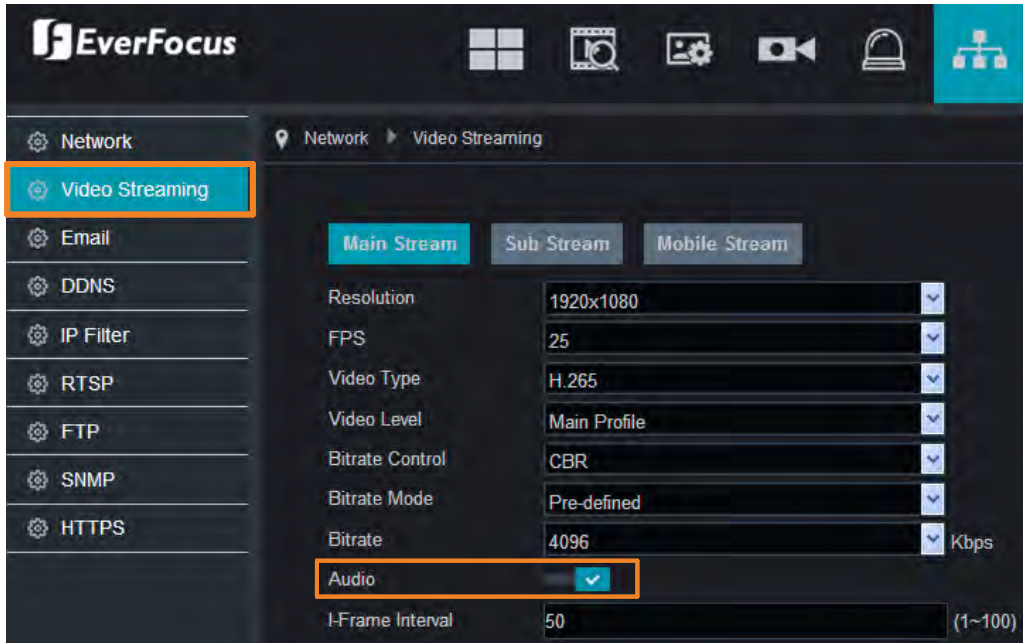 EverFocus
Network
Video Streaming
Email
DDNS
IP Filter
RTSP
FTP
SNMP
HTTPS
Network Video Streaming
Main Stream Sub Stream Mobile Stream
Resolution 1920x1080
FPS 25
Video Type H.265
Video Level Main Profile
Bitrate Control CBR
Bitrate Mode Pre-defined
Bitrate 4096 Kbps
Audio
I-Frame Interval 50 (1~100)